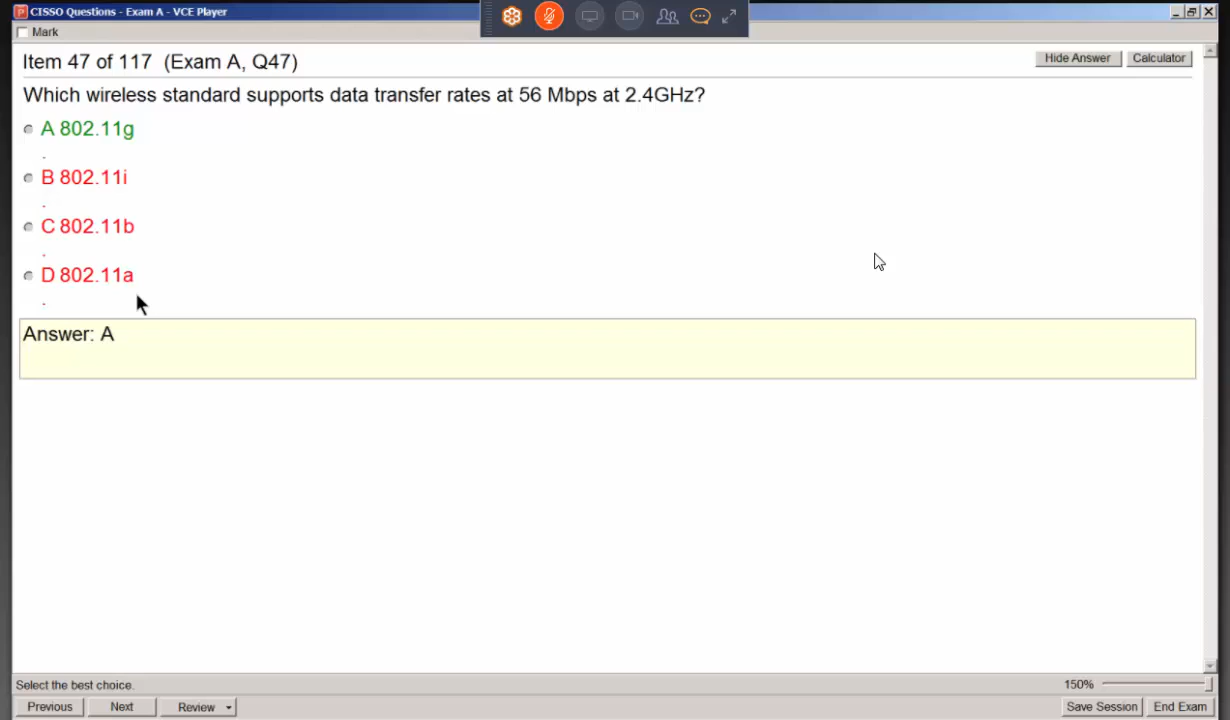 CISSO Questions - Exam A - VCE Player
Mark
Item 47 of 117 (Exam A, Q47)
Hide Answer
Calculator
Which wireless standard supports data transfer rates at 56 Mbps at 2.4GHz?
A 802.11g
.
B 802.11i
.
C 802.11b
.
D 802.11a
.
Answer: A
Select the best choice.
150%
Previous
Next
Review
Save Session
End Exam